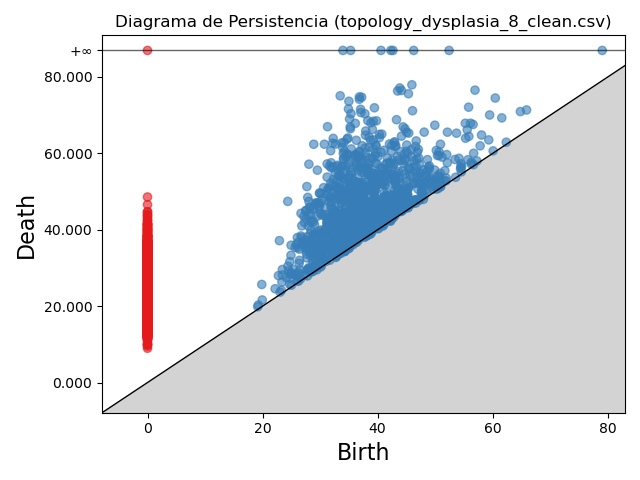 Diagrama de Persistencia (topology_dysplasia_8_clean.csv)
+∞
80.000
60.000
40.000
20.000
0.000
Death
0 20 40 60 80
Birth